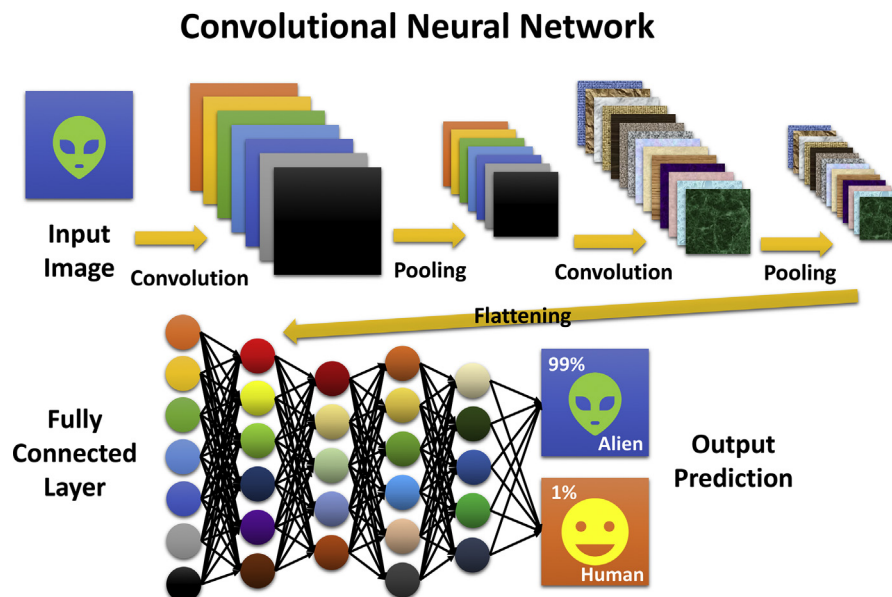 Convolutional Neural Network
Input
Image
Convolution
Pooling
Convolution
Pooling
Flattening
Fully
Connected
Layer
99%
Alien
1%
Human
Output
Prediction